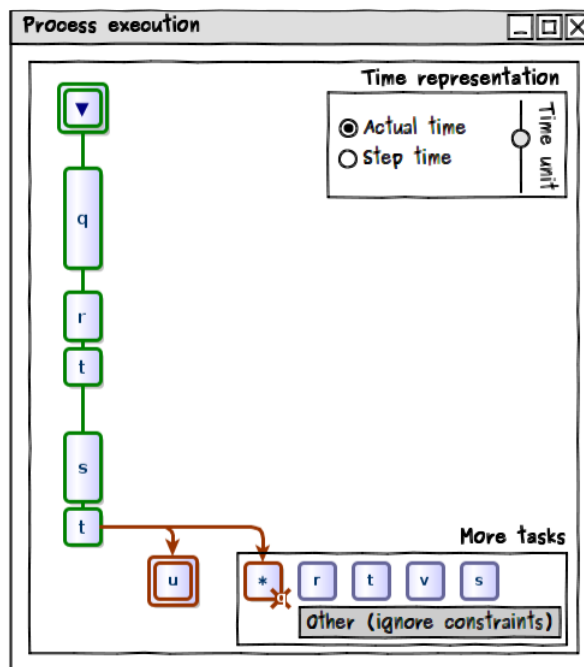 Process execution
Time representation
▼
Actual time
Step time
Time unit
q
r
t
s
t
More tasks
u * r t v s
Other (ignore constraints)